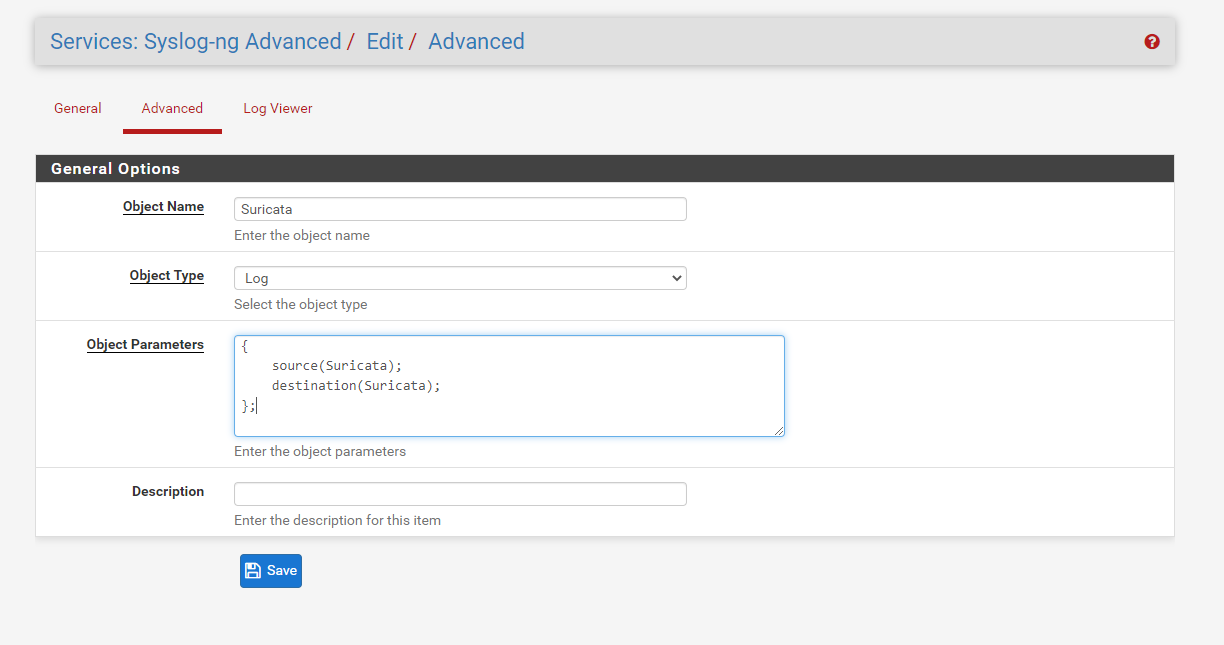 Services: Syslog-ng Advanced / Edit / Advanced
General Advanced Log Viewer
General Options
Object Name Suricata
Enter the object name
Object Type Log
Select the object type
Object Parameters {
source(Suricata);
destination(Suricata);
};
Enter the object parameters
Description
Enter the description for this item
Save